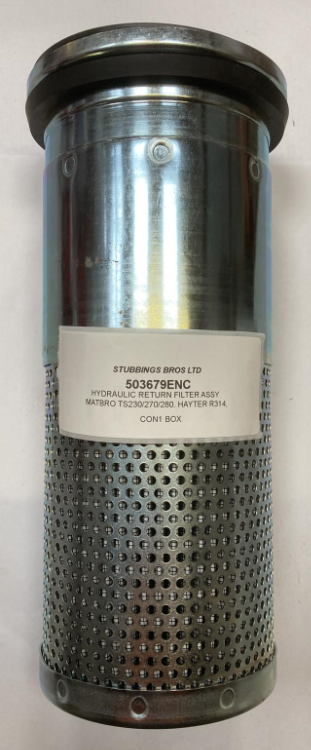 STUBBINGS BROS LTD
503679ENC
HYDRAULIC RETURN FILTER ASSY
MATBRO TS230/270/280. HAYTER R314,
CON1 BOX